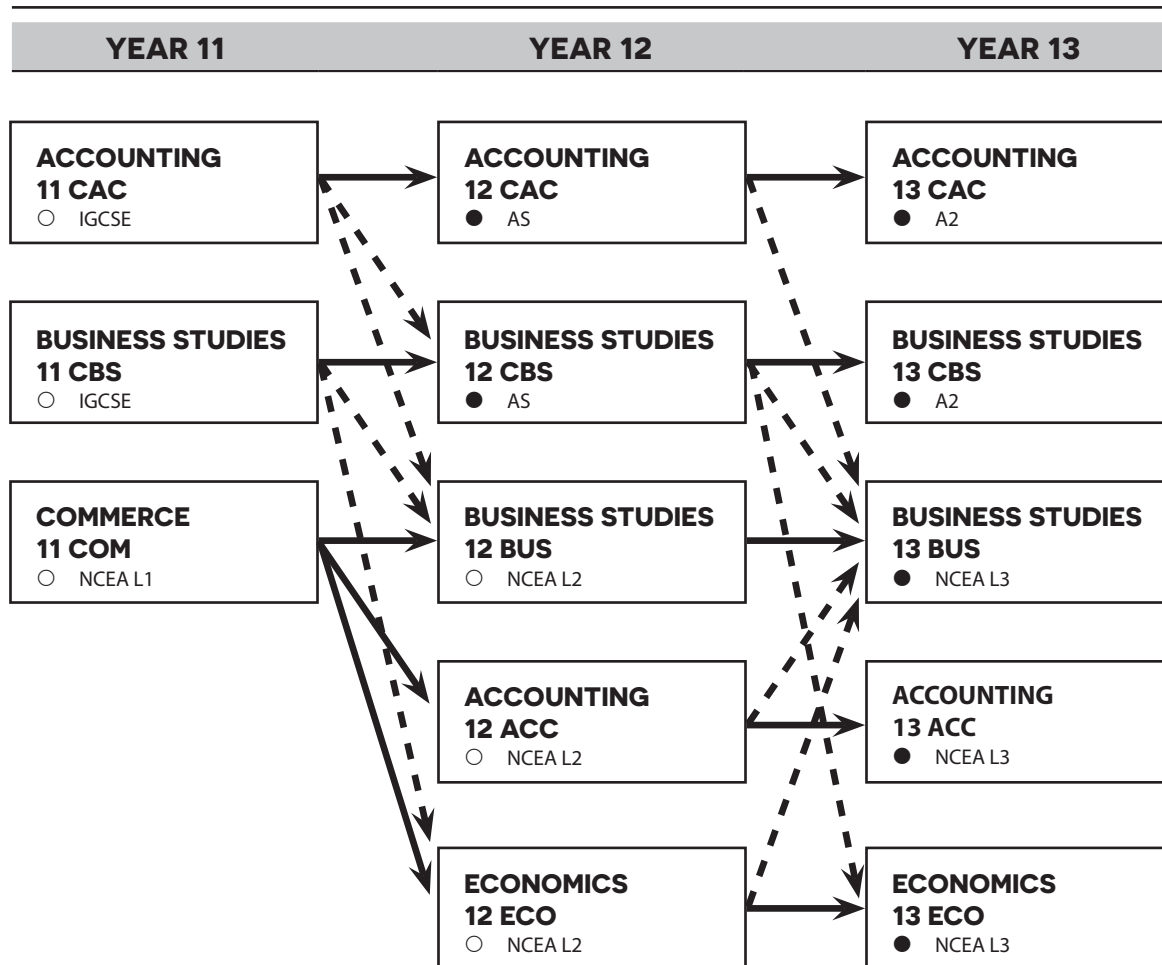 YEAR 11 YEAR 12 YEAR 13
ACCOUNTING
11 CAC
○ IGCSE
ACCOUNTING
12 CAC
● AS
ACCOUNTING
13 CAC
● A2
BUSINESS STUDIES
11 CBS
○ IGCSE
BUSINESS STUDIES
12 CBS
● AS
BUSINESS STUDIES
13 CBS
● A2
COMMERCE
11 COM
○ NCEA L1
BUSINESS STUDIES
12 BUS
○ NCEA L2
BUSINESS STUDIES
13 BUS
● NCEA L3
ACCOUNTING
12 ACC
○ NCEA L2
ACCOUNTING
13 ACC
● NCEA L3
ECONOMICS
12 ECO
○ NCEA L2
ECONOMICS
13 ECO
● NCEA L3